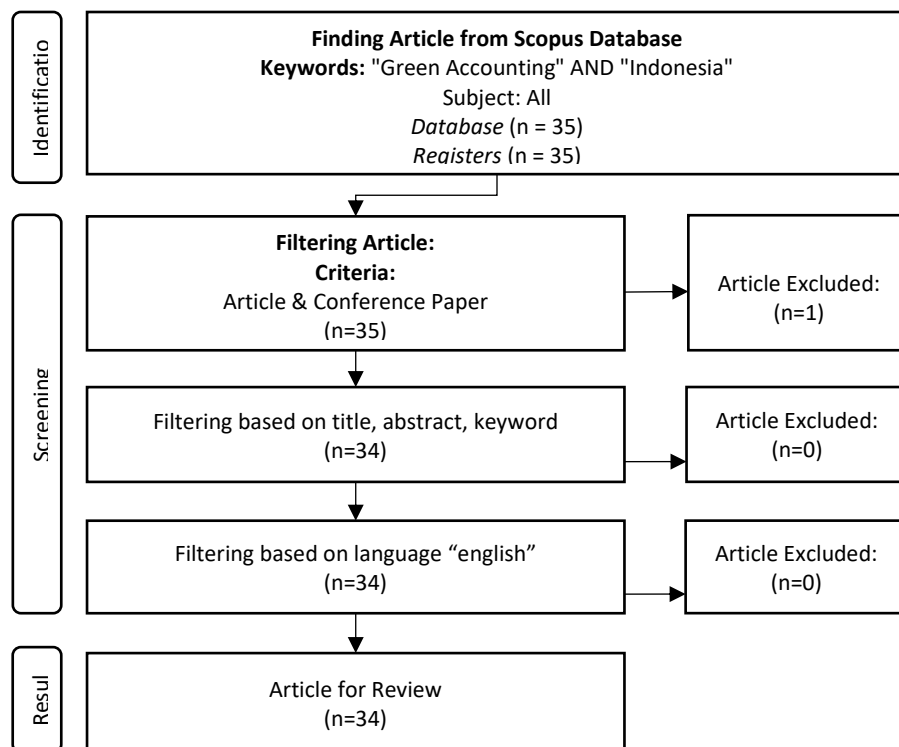 Identificatio
Finding Article from Scopus Database
Keywords: "Green Accounting" AND "Indonesia"
Subject: All
Database (n = 35)
Registers (n = 35)
Screening
Filtering Article:
Criteria:
Article & Conference Paper
(n=35)
Article Excluded:
(n=1)
Filtering based on title, abstract, keyword
(n=34)
Article Excluded:
(n=0)
Filtering based on language “english”
(n=34)
Article Excluded:
(n=0)
Resul
Article for Review
(n=34)